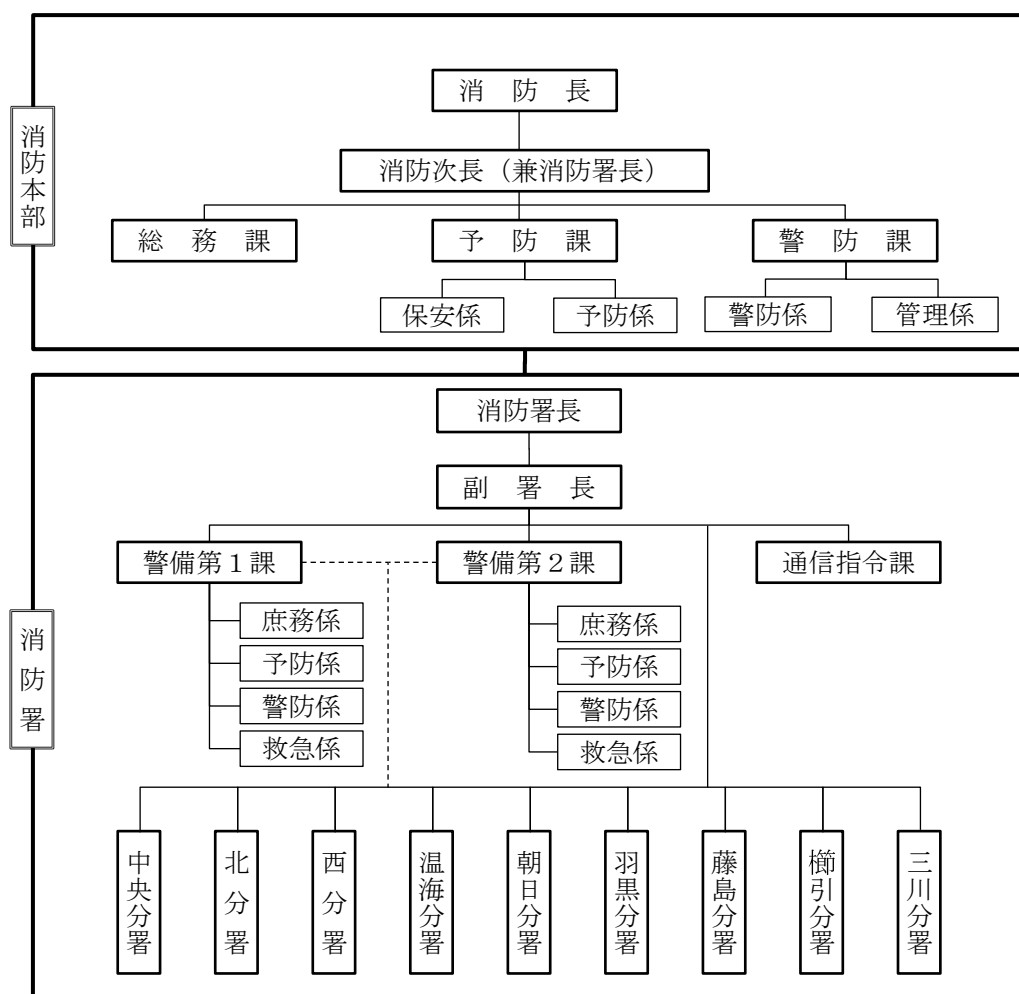 消防本部
消防長
消防次長（兼消防署長）
総務課
予防課
警防課
保安係
予防係
警防係
管理係
消防署
消防署長
副署長
警備第１課
警備第２課
通信指令課
庶務係
予防係
警防係
救急係
庶務係
予防係
警防係
救急係
中央分署
北分署
西分署
温海分署
朝日分署
羽黒分署
藤島分署
櫛引分署
三川分署